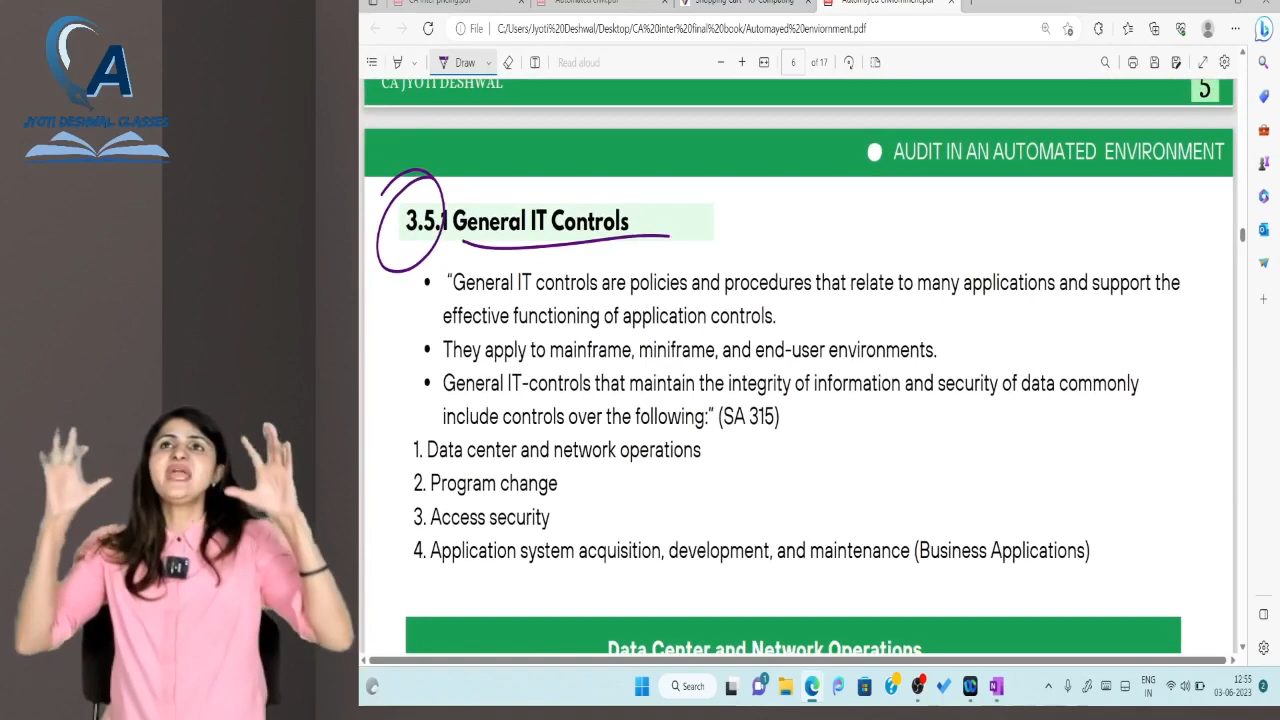 CA
JYOTI DESHWAL CLASSES
Draw
Read aloud
6 of 17
File C:/Users/Jyoti%20Deshwal/Desktop/CA%20inter%20final%20book/Automayed%20enviornment.pdf
CA JYOTI DESHWAL
5
AUDIT IN AN AUTOMATED ENVIRONMENT
3.5.1 General IT Controls
• “General IT controls are policies and procedures that relate to many applications and support the
effective functioning of application controls.
• They apply to mainframe, miniframe, and end-user environments.
• General IT-controls that maintain the integrity of information and security of data commonly
include controls over the following:” (SA 315)
1. Data center and network operations
2. Program change
3. Access security
4. Application system acquisition, development, and maintenance (Business Applications)
Data Center and Network Operations
Search
ENG
IN
12:55
03-06-2023